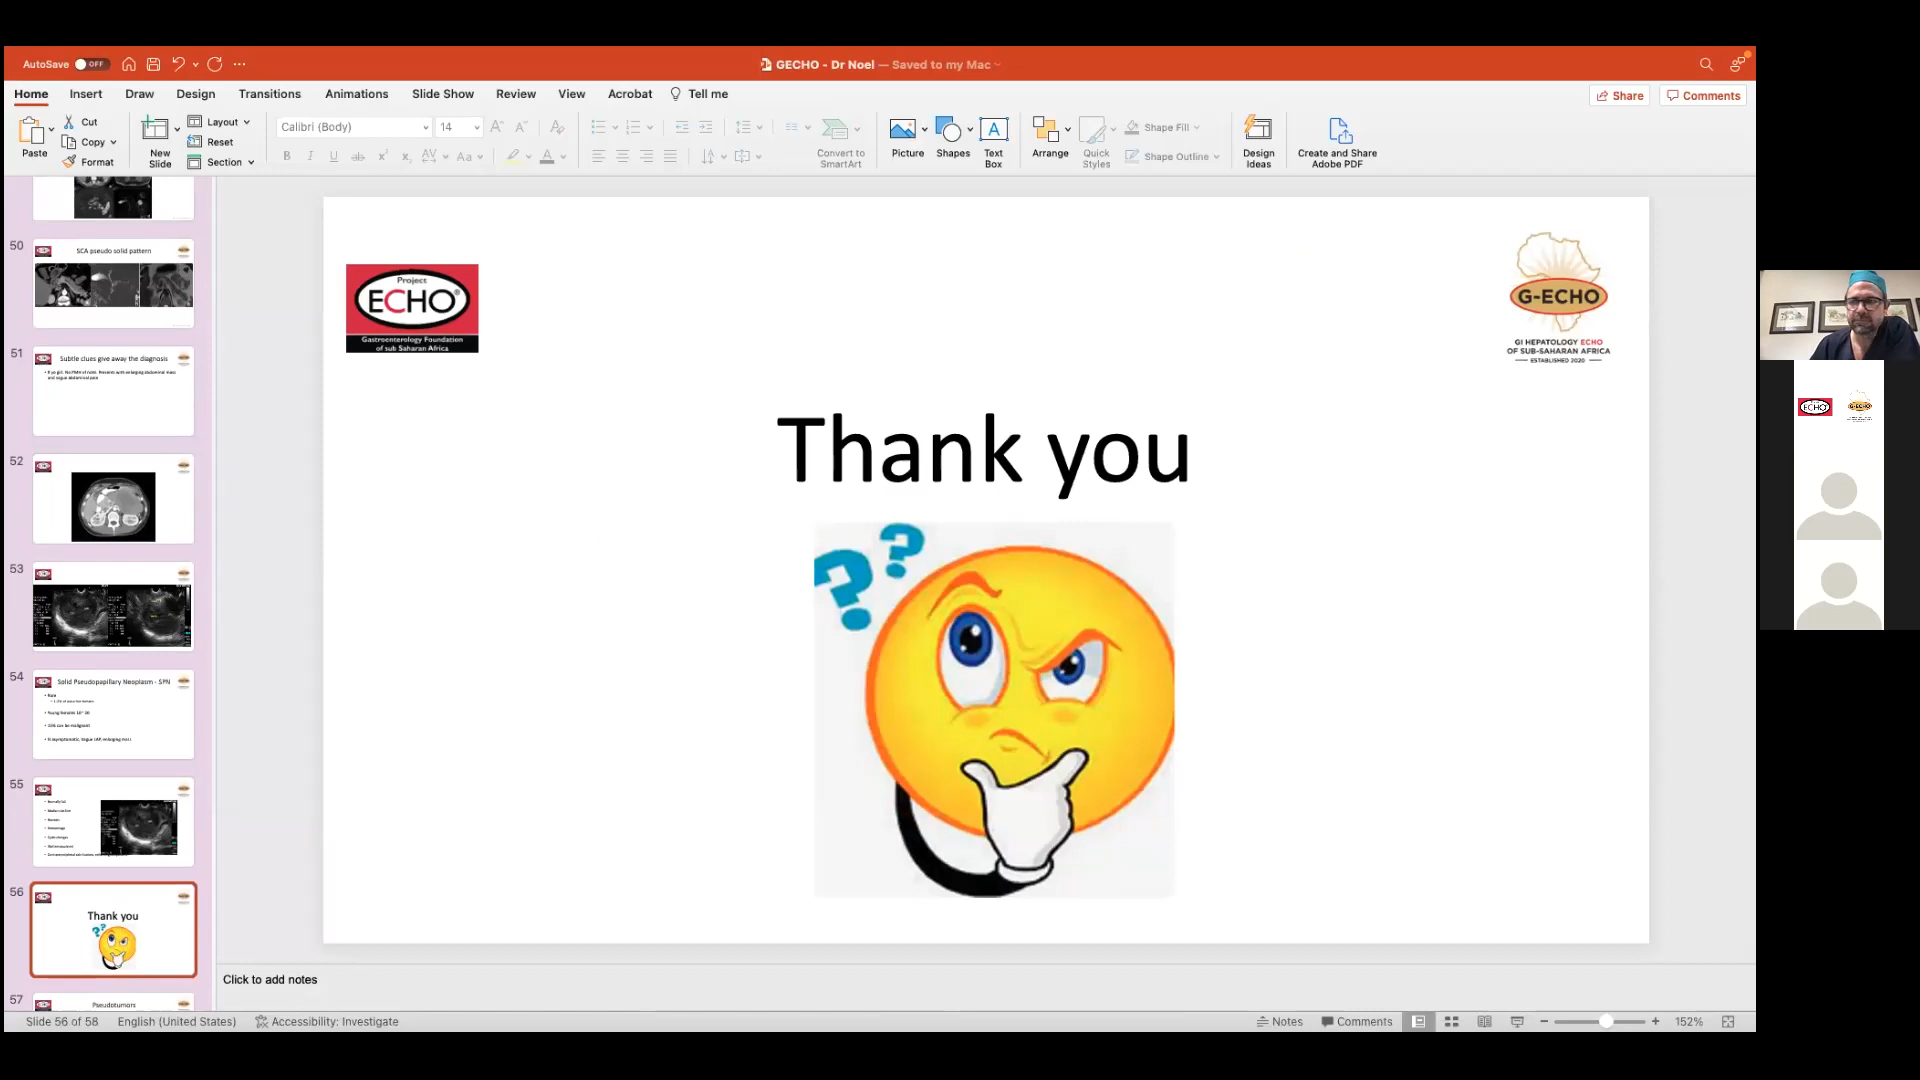 AutoSave OFF
GECHO - Dr Noel — Saved to my Mac
Home Insert Draw Design Transitions Animations Slide Show Review View Acrobat Tell me
Share Comments
Paste
Cut
Copy
Format
New
Slide
Layout
Reset
Section
Calibri (Body) 14
Convert to
SmartArt
Picture
Shapes
Text
Box
Arrange
Quick
Styles
Shape Fill
Shape Outline
Design
Ideas
Create and Share
Adobe PDF
50
SCA pseudo solid pattern
51
Subtle clues give away the diagnosis
52
53
54
Solid Pseudopapillary Neoplasm - SPN
55
56
Thank you
57
Pseudotumors
Project
ECHO®
Gastroenterology Foundation
of sub Saharan Africa
G-ECHO
GI HEPATOLOGY ECHO
OF SUB-SAHARAN AFRICA
ESTABLISHED 2020
Thank you
??
Click to add notes
Slide 56 of 58 English (United States) Accessibility: Investigate
Notes Comments 152%
ECHO
G-ECHO